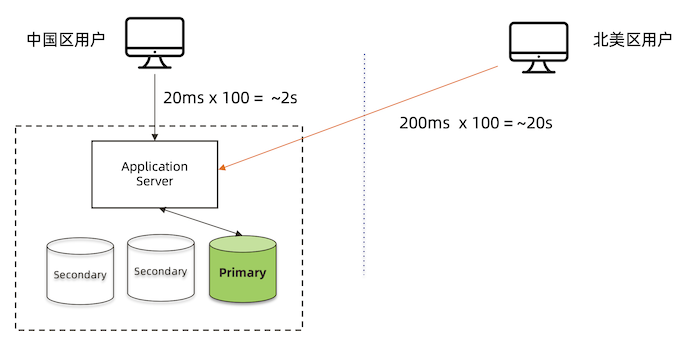 中国区用户
北美区用户
20ms x 100 = ~2s
200ms x 100 = ~20s
Application
Server
Secondary
Secondary
Primary